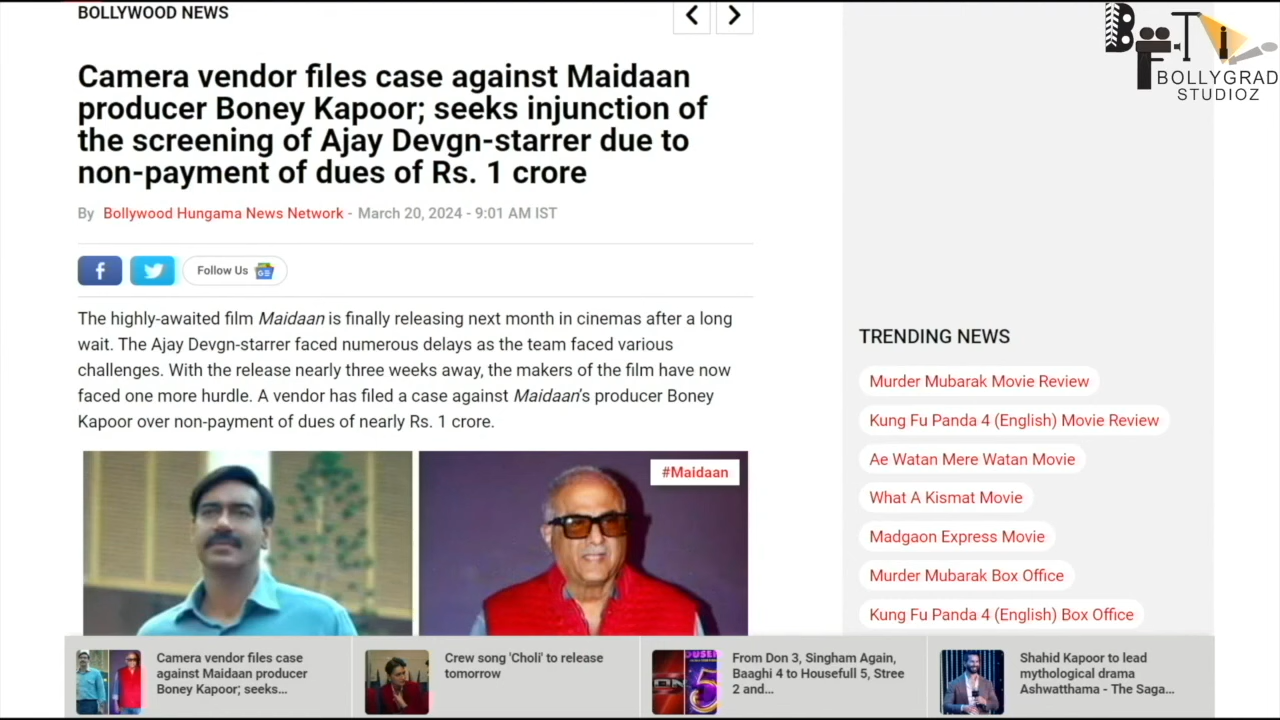 BOLLYWOOD NEWS
BFTI
BOLLYGRAD
STUDIOZ
Camera vendor files case against Maidaan
producer Boney Kapoor; seeks injunction of
the screening of Ajay Devgn-starrer due to
non-payment of dues of Rs. 1 crore
By Bollywood Hungama News Network - March 20, 2024 - 9:01 AM IST
f
Follow Us
The highly-awaited film Maidaan is finally releasing next month in cinemas after a long
wait. The Ajay Devgn-starrer faced numerous delays as the team faced various
challenges. With the release nearly three weeks away, the makers of the film have now
faced one more hurdle. A vendor has filed a case against Maidaan's producer Boney
Kapoor over non-payment of dues of nearly Rs. 1 crore.
#Maidaan
TRENDING NEWS
Murder Mubarak Movie Review
Kung Fu Panda 4 (English) Movie Review
Ae Watan Mere Watan Movie
What A Kismat Movie
Madgaon Express Movie
Murder Mubarak Box Office
Kung Fu Panda 4 (English) Box Office
Camera vendor files case
against Maidaan producer
Boney Kapoor; seeks...
Crew song 'Choli' to release
tomorrow
From Don 3, Singham Again,
Baaghi 4 to Housefull 5, Stree
2 and...
Shahid Kapoor to lead
mythological drama
Ashwatthama - The Saga...